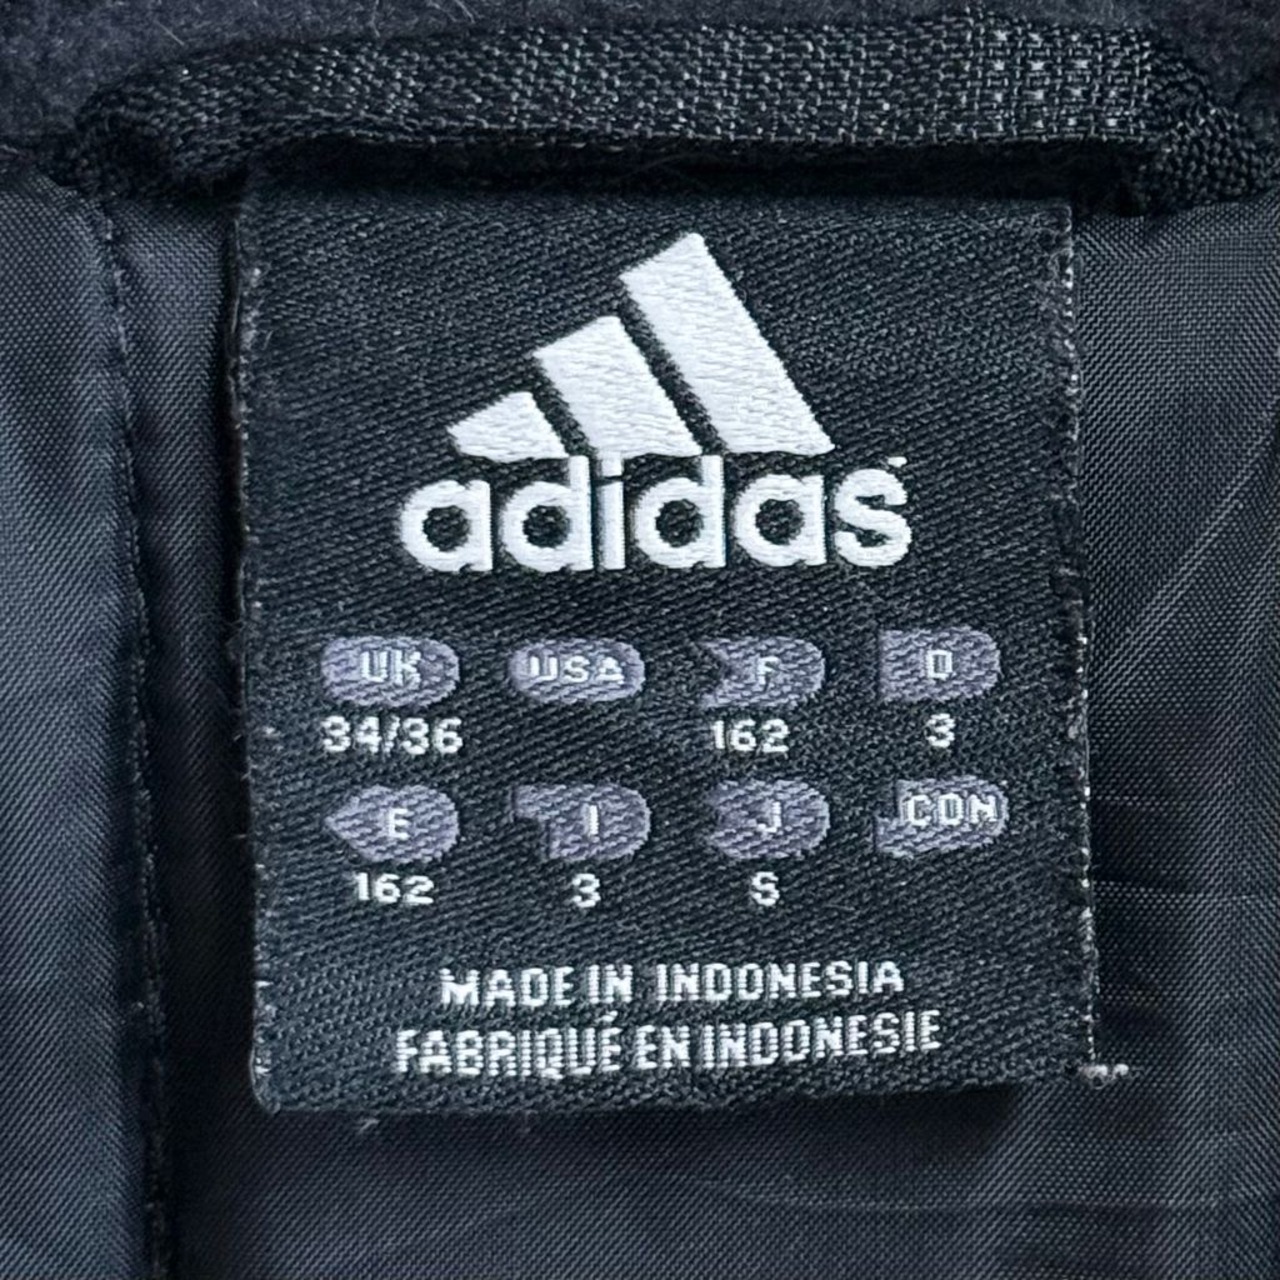 adidas
UK USA F D
34/36 162 3
E I J CDN
162 3 S
MADE IN INDONESIA
FABRIQUÉ EN INDONESIE